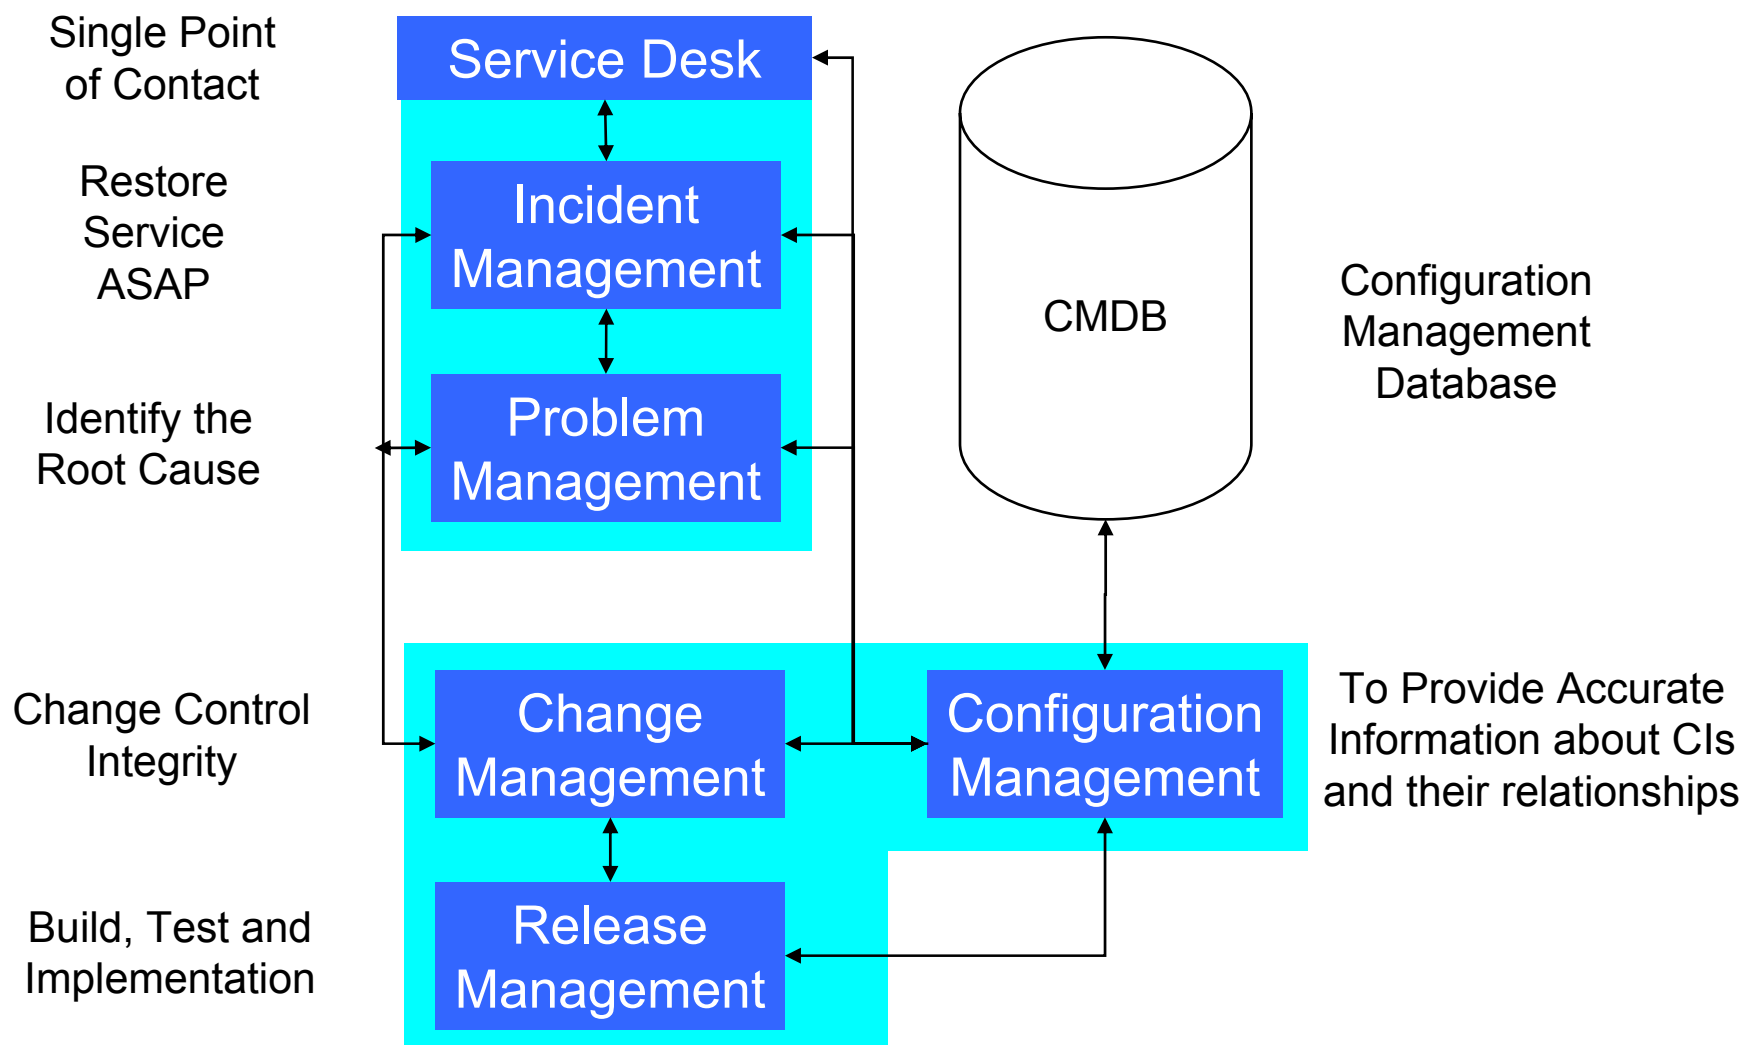 Single Point
of Contact
Service Desk
Restore
Service
ASAP
Incident
Management
CMDB
Configuration
Management
Database
Identify the
Root Cause
Problem
Management
Change Control
Integrity
Change
Management
Configuration
Management
To Provide Accurate
Information about CIs
and their relationships
Build, Test and
Implementation
Release
Management